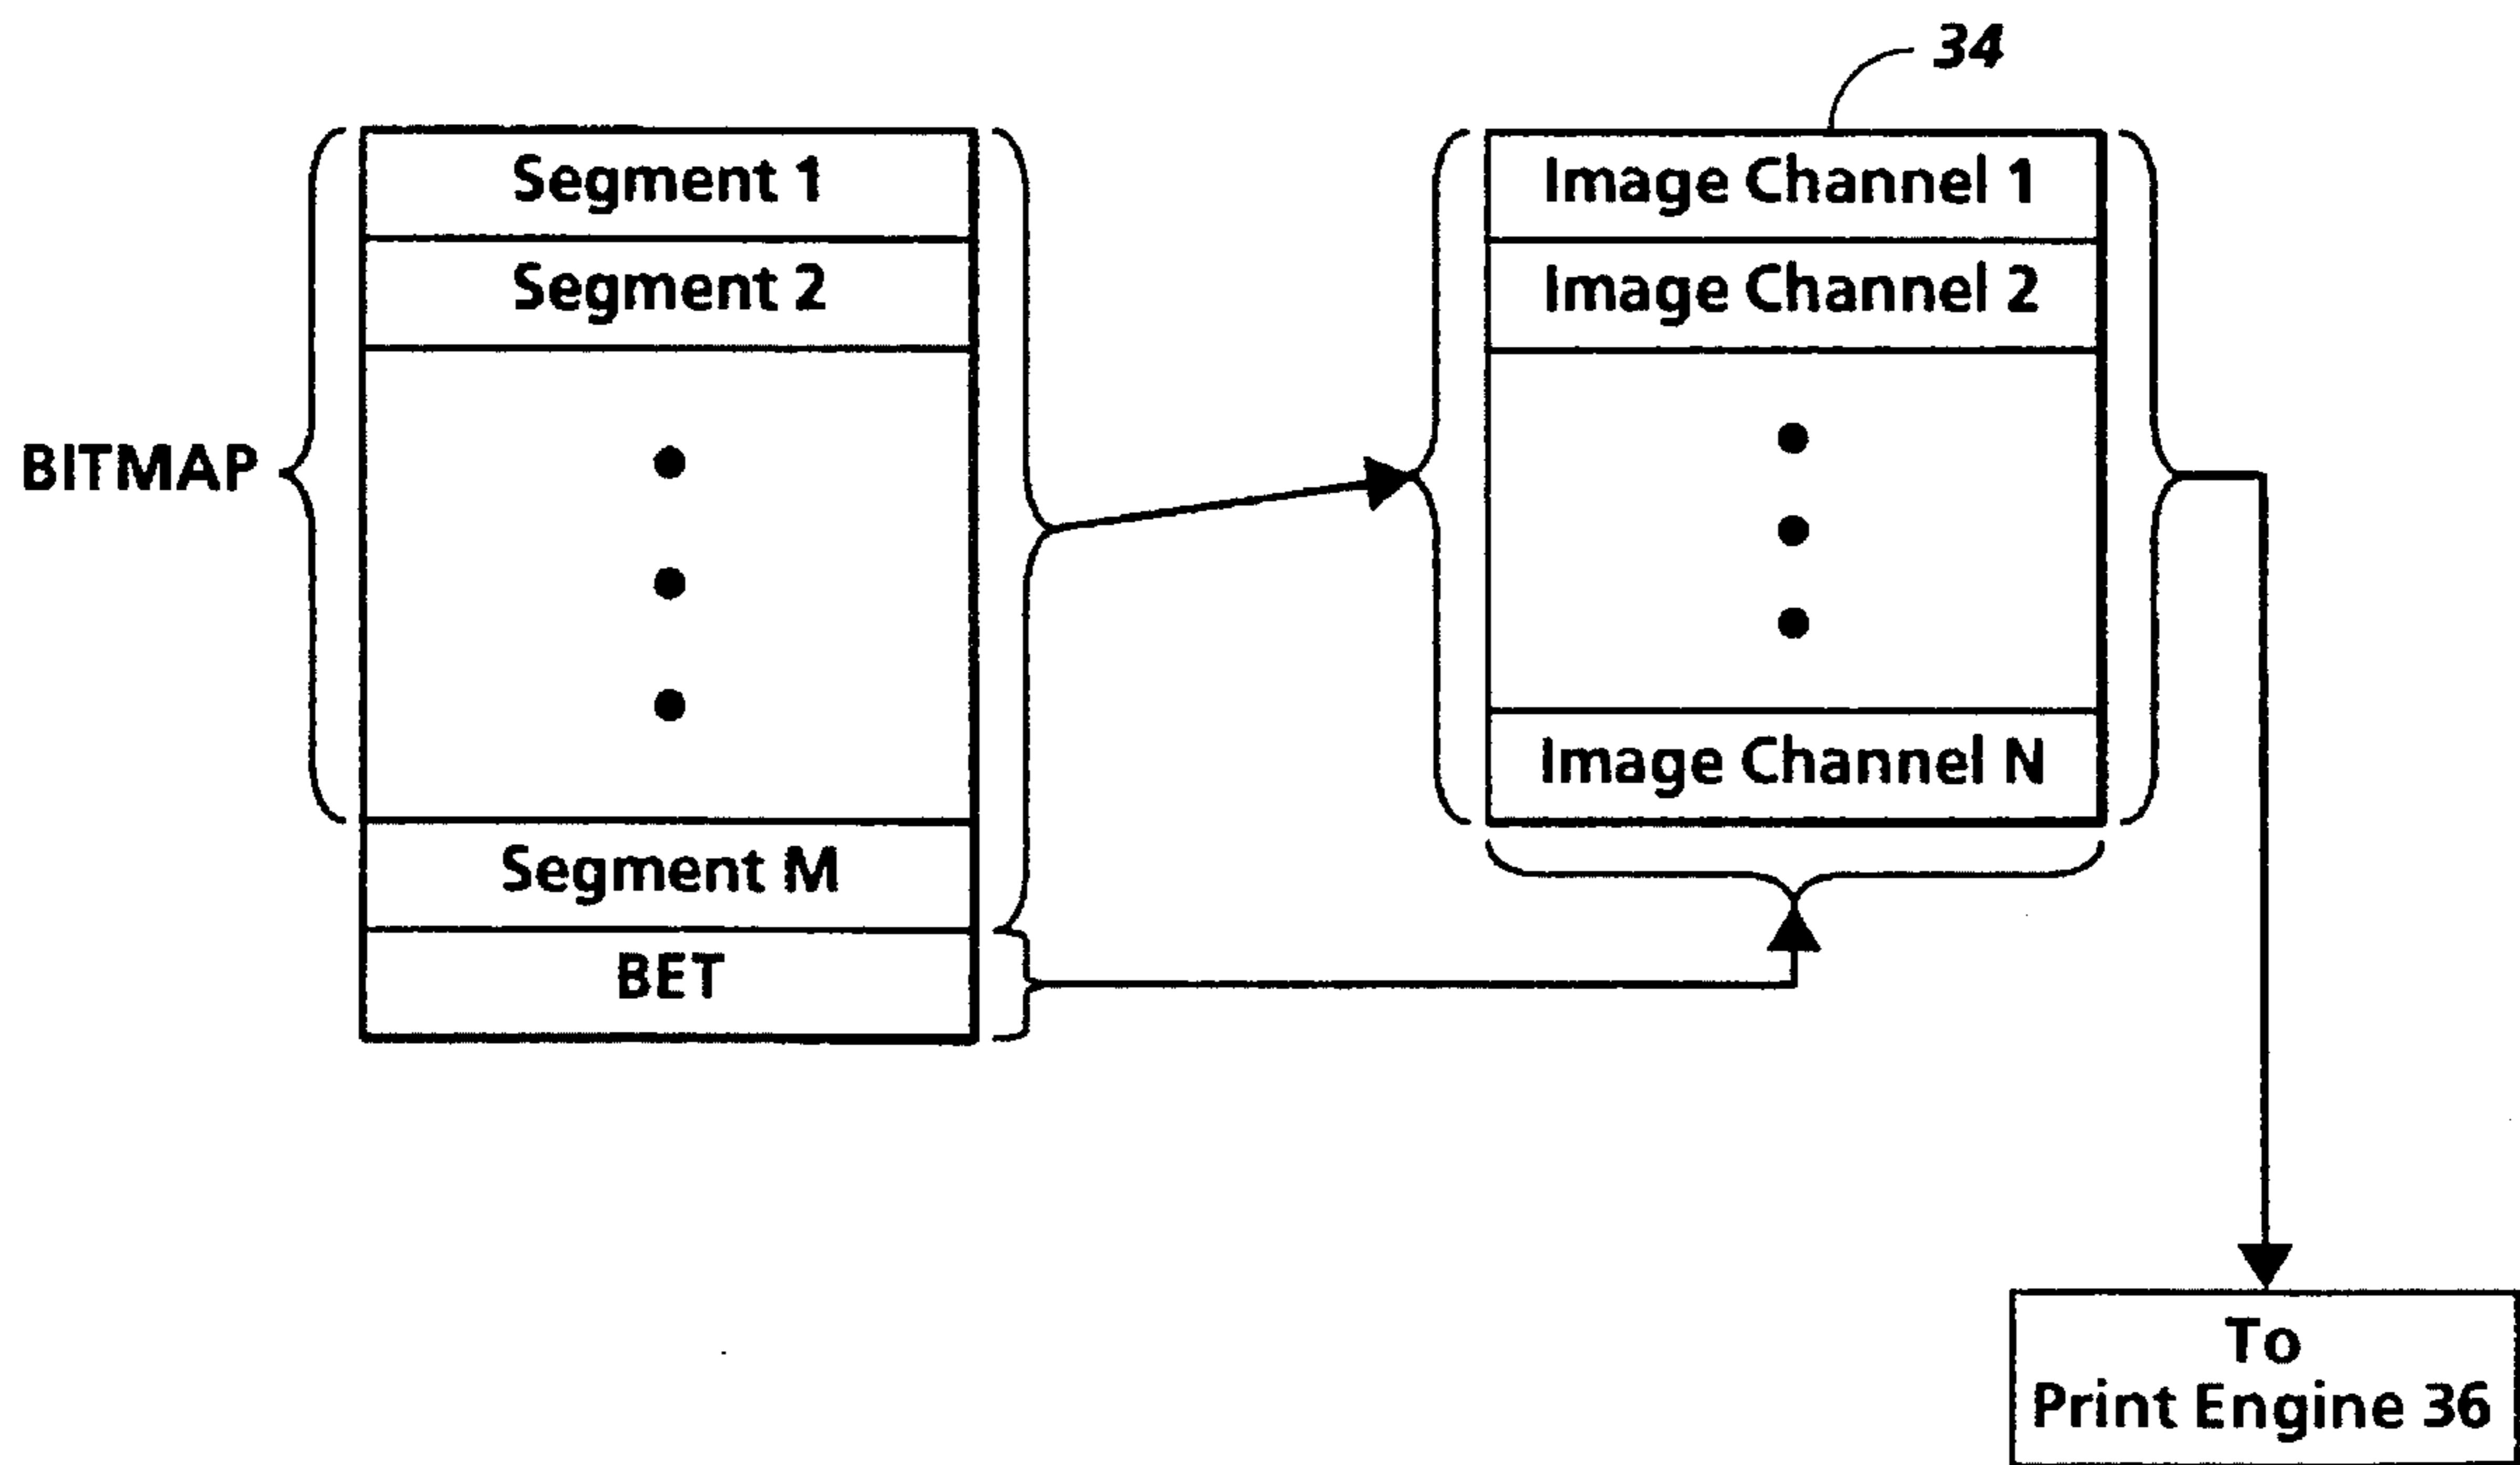 34
BITMAP
Segment 1
Segment 2
Segment M
BET
Image Channel 1
Image Channel 2
Image Channel N
To
Print Engine 36